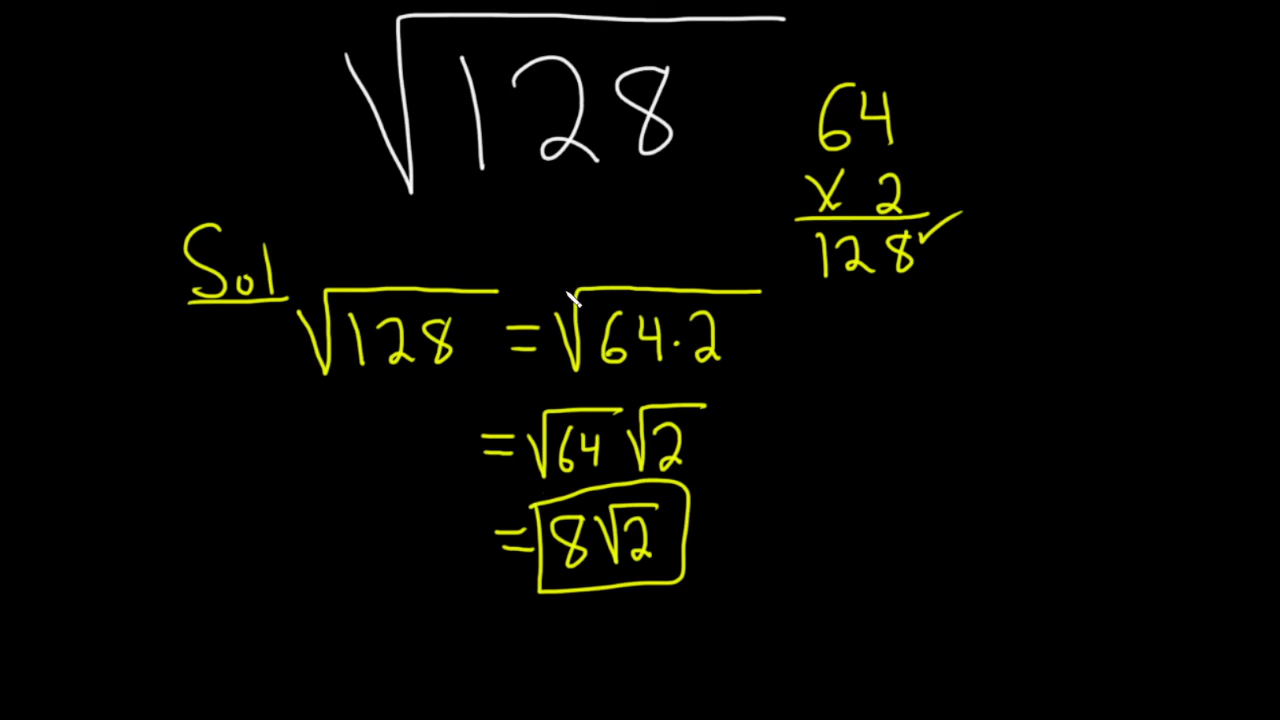 √128
64
× 2
128✓
Sol
√128 = √64·2
= √64 √2
= 8√2